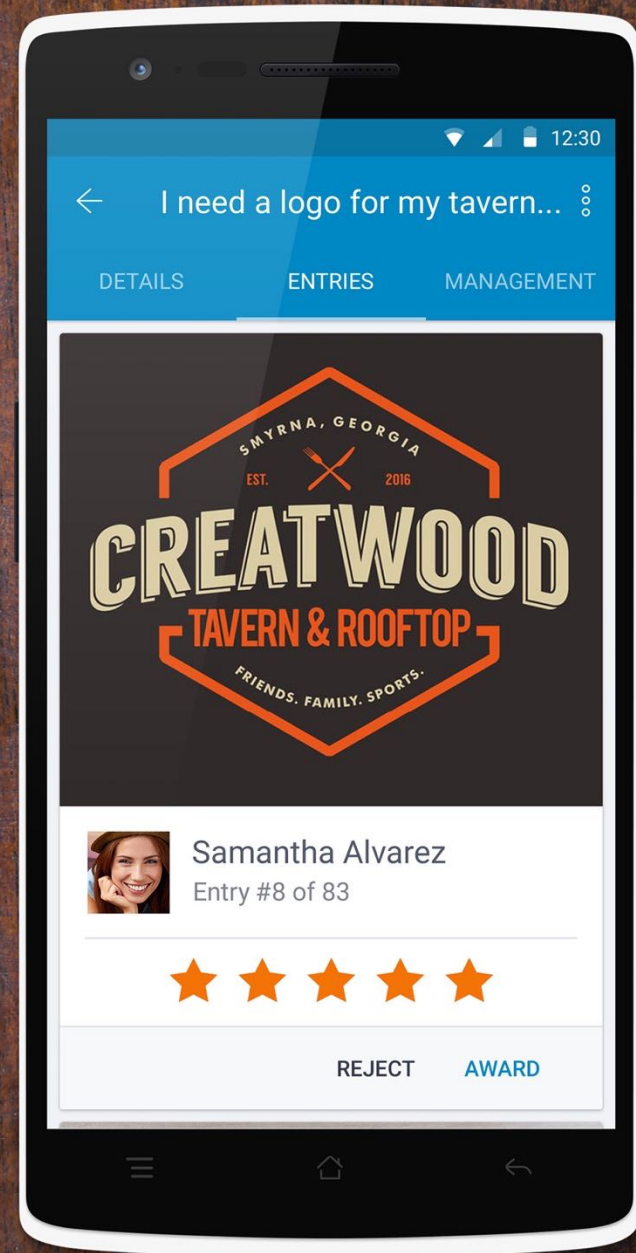 12:30
I need a logo for my tavern...
DETAILS ENTRIES MANAGEMENT
SMYRNA, GEORGIA
EST. 2016
CREATWOOD
TAVERN & ROOFTOP
FRIENDS. FAMILY. SPORTS.
Samantha Alvarez
Entry #8 of 83
REJECT AWARD